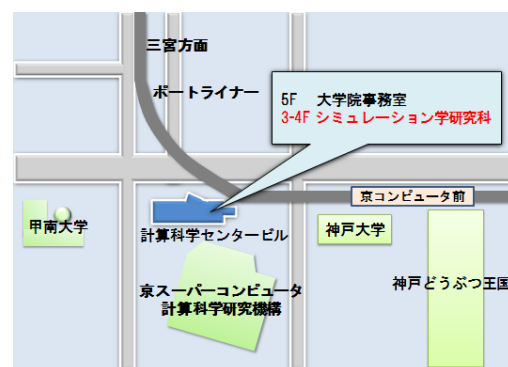 三宮方面
ポートライナー
5F 大学院事務室
3-4F シミュレーション学研究科
京コンピュータ前
甲南大学
計算科学センタービル
神戸大学
神戸どうぶつ王国
京スーパーコンピュータ
計算科学研究機構